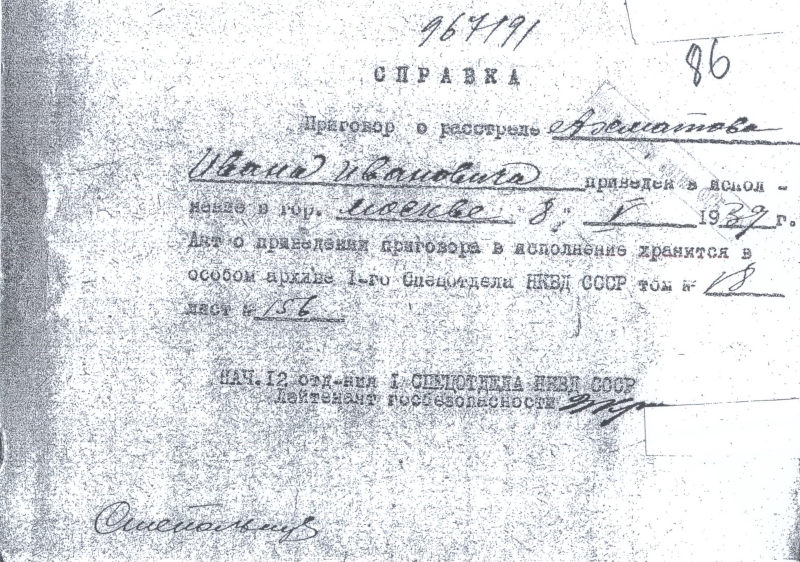 967191
86
СПРАВКА
Приговор о расстреле Ахматова
Ивана Ивановича приведен в испол -
нение в гор. Москве 8 " V 1939 г.
Акт о приведении приговора в исполнение хранится в
особом архиве I-го Спецотдела НКВД СССР том № 18
лист № 156
НАЧ.12 отд-ния I СПЕЦОТДЕЛА НКВД СССР
Лейтенант госбезопасности